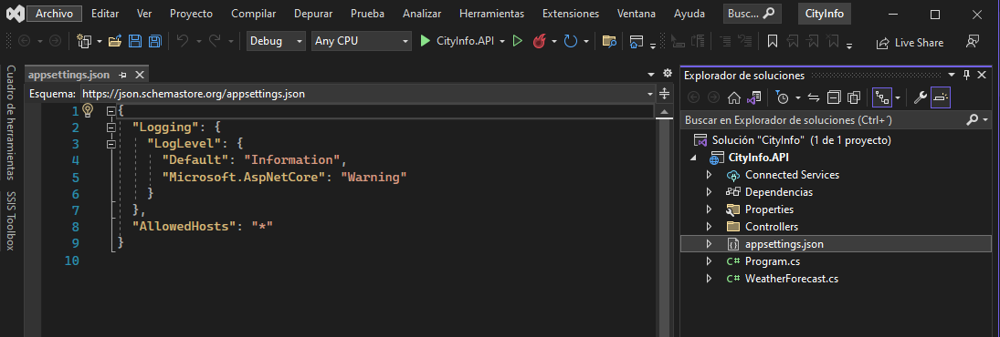 Archivo Editar Ver Proyecto Compilar Depurar Prueba Analizar Herramientas Extensiones Ventana Ayuda Busc... CityInfo
Debug Any CPU CityInfo.API Live Share
Cuadro de herramientas
SSIS Toolbox
appsettings.json
Esquema: https://json.schemastore.org/appsettings.json
1 {
2 "Logging": {
3 "LogLevel": {
4 "Default": "Information",
5 "Microsoft.AspNetCore": "Warning"
6 }
7 },
8 "AllowedHosts": "*"
9 }
10
Explorador de soluciones
Buscar en Explorador de soluciones (Ctrl+´)
Solución "CityInfo" (1 de 1 proyecto)
CityInfo.API
Connected Services
Dependencias
Properties
Controllers
appsettings.json
C# Program.cs
C# WeatherForecast.cs